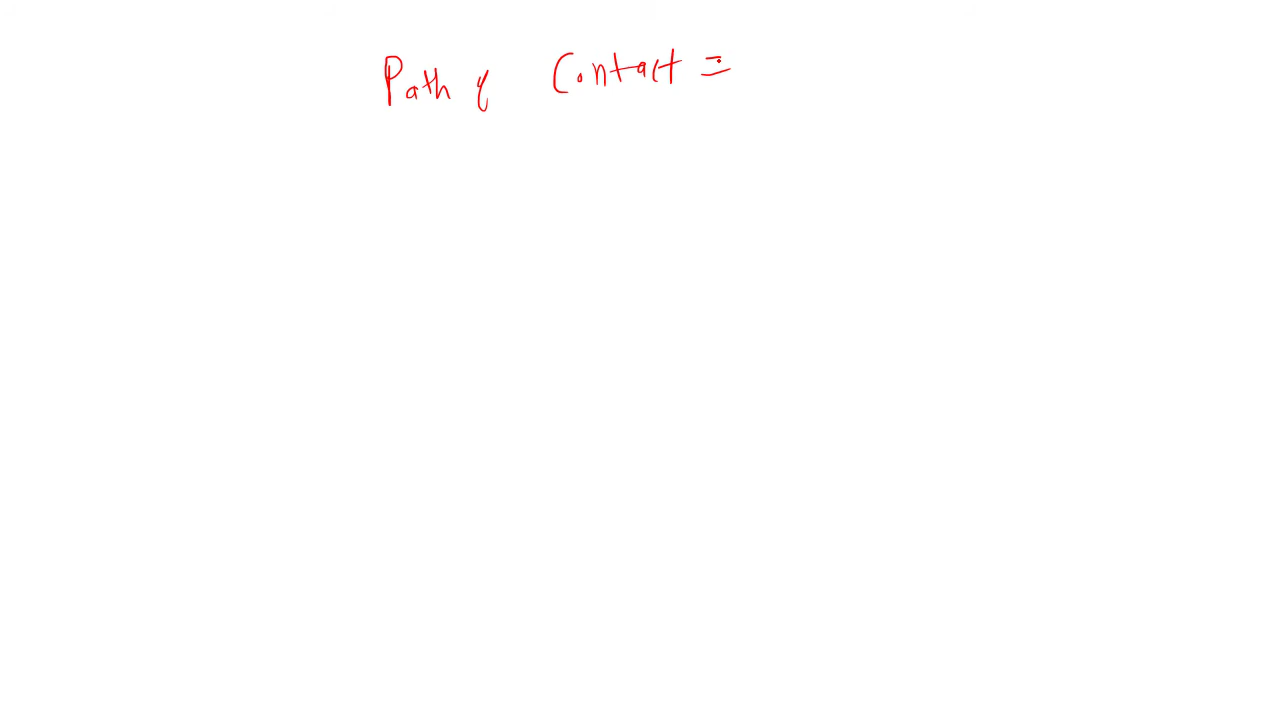 Path of Contact =